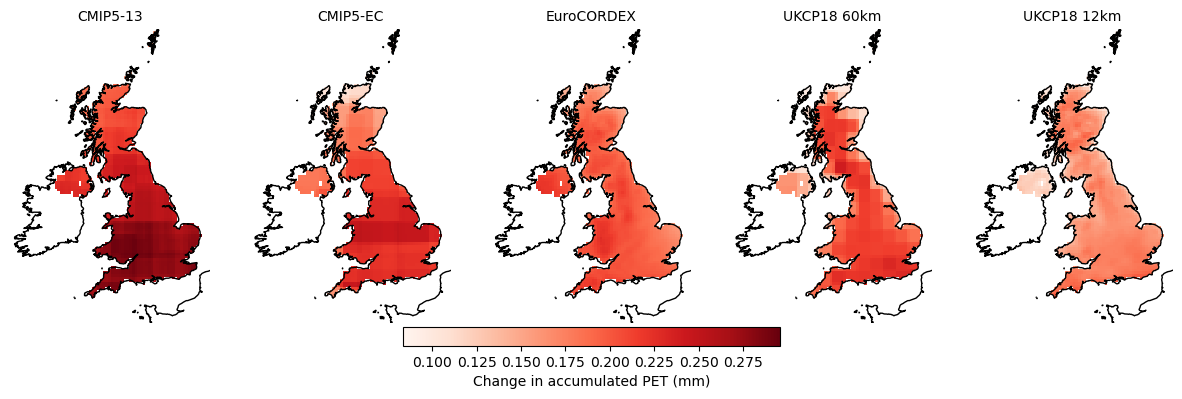 CMIP5-13 CMIP5-EC EuroCORDEX UKCP18 60km UKCP18 12km
0.100 0.125 0.150 0.175 0.200 0.225 0.250 0.275
Change in accumulated PET (mm)